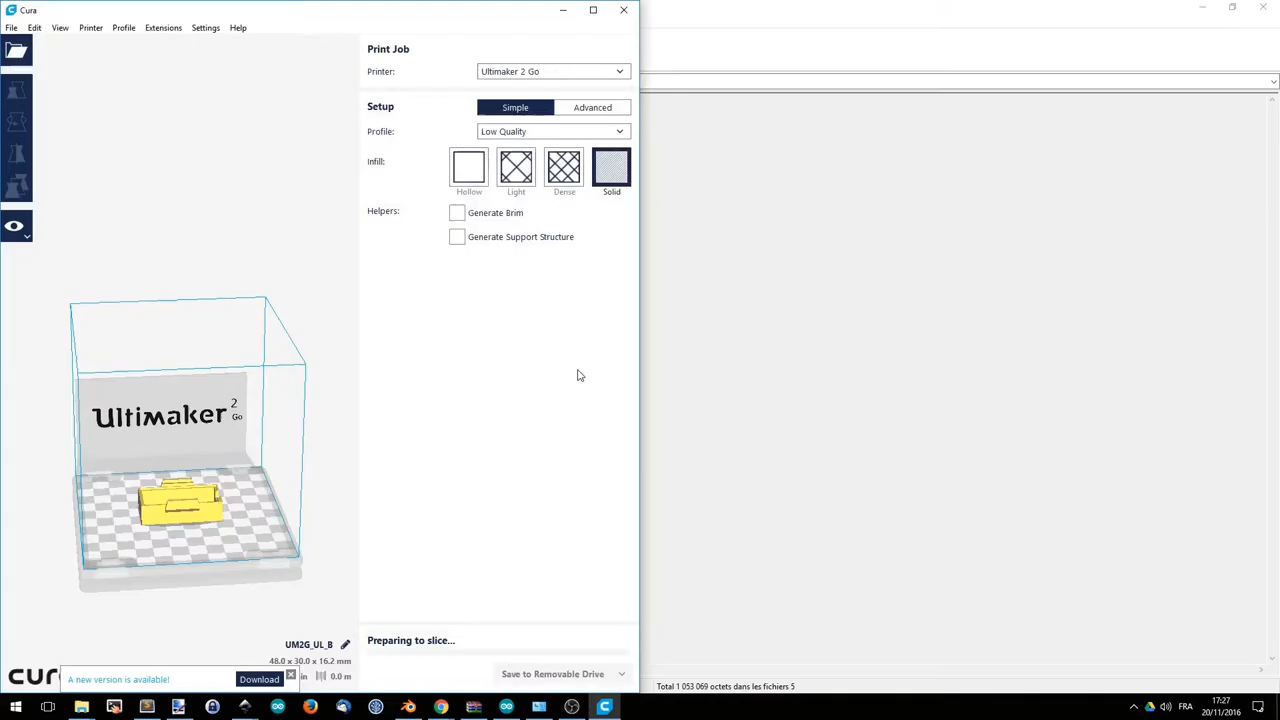 Cura
File Edit View Printer Profile Extensions Settings Help
Print Job
Printer: Ultimaker 2 Go
Setup Simple Advanced
Profile: Low Quality
Infill:
Hollow Light Dense Solid
Helpers: Generate Brim
Generate Support Structure
Ultimaker 2
Go
UM2G_UL_B
Preparing to slice...
48.0 x 30.0 x 16.2 mm
cura
A new version is available! Download
in 0.0 m
Save to Removable Drive
Total 1 053 069 octets dans les fichiers 5
17:27
FRA
20/11/2016